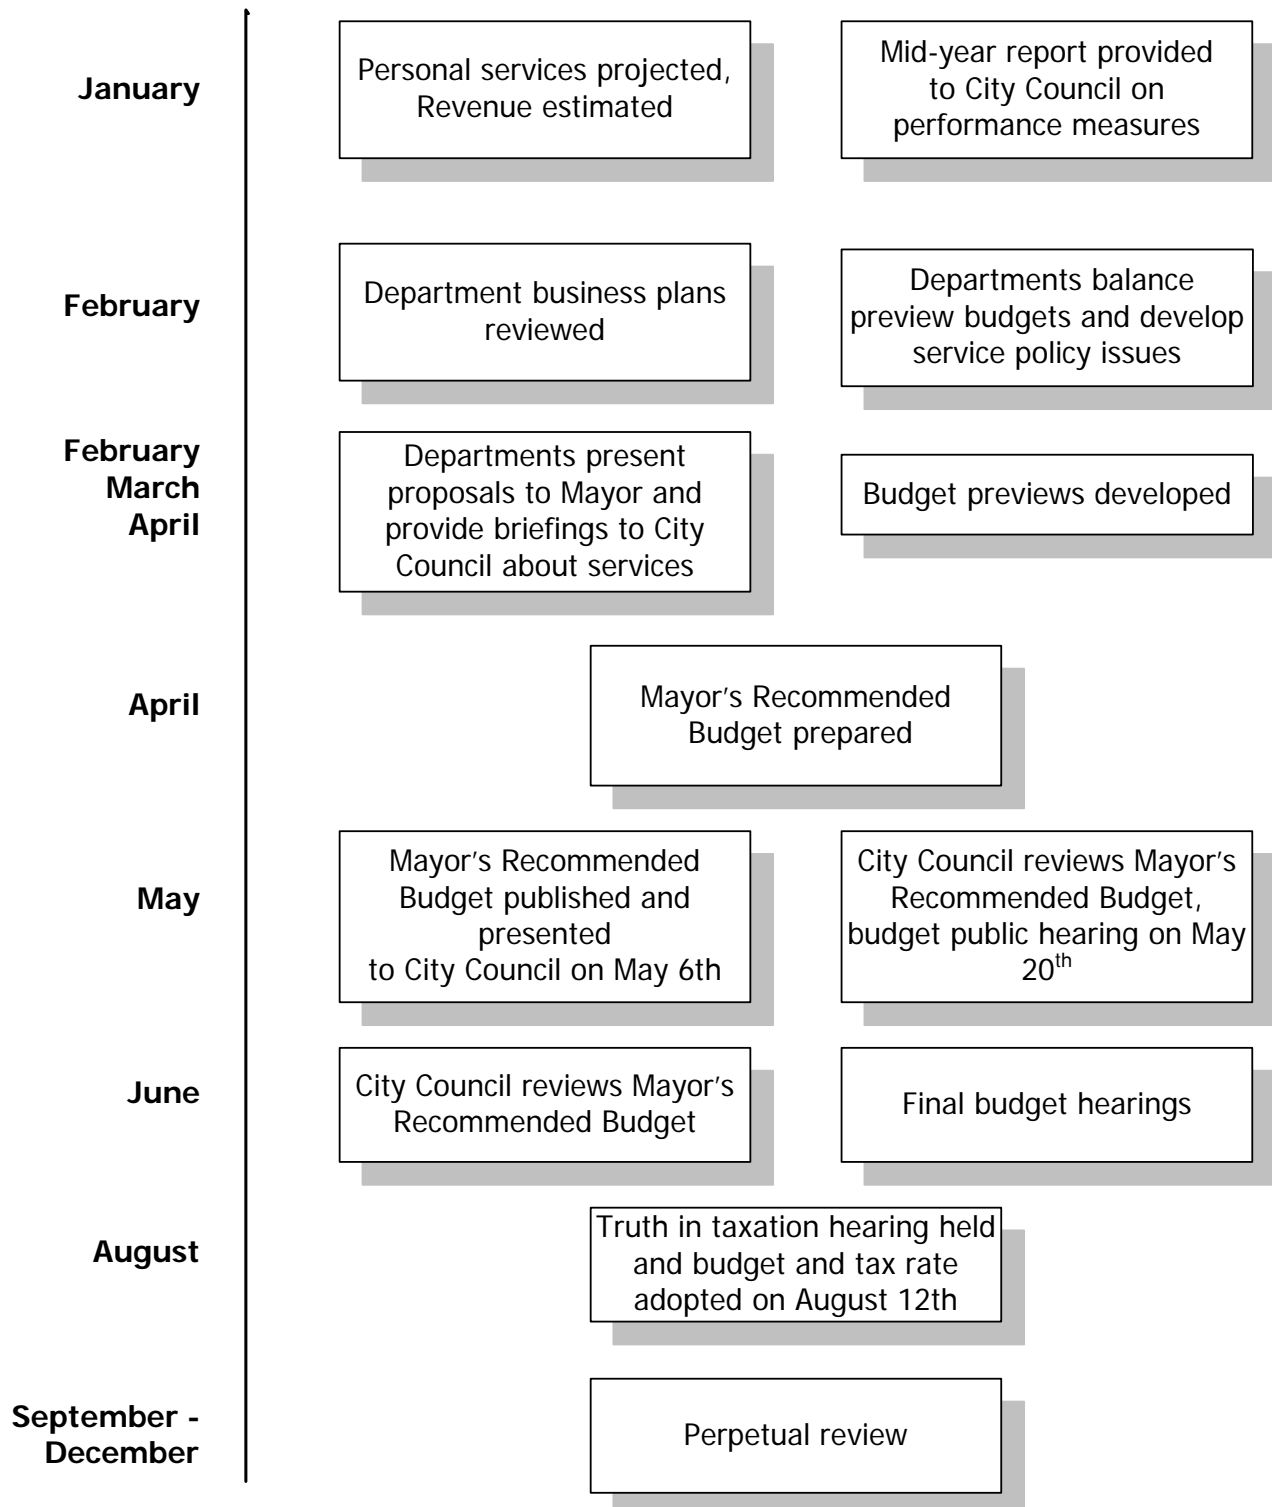 January
Personal services projected,
Revenue estimated
Mid-year report provided
to City Council on
performance measures
February
Department business plans
reviewed
Departments balance
preview budgets and develop
service policy issues
February
March
April
Departments present
proposals to Mayor and
provide briefings to City
Council about services
Budget previews developed
April
Mayor's Recommended
Budget prepared
May
Mayor's Recommended
Budget published and
presented
to City Council on May 6th
City Council reviews Mayor's
Recommended Budget,
budget public hearing on May
20th
June
City Council reviews Mayor's
Recommended Budget
Final budget hearings
August
Truth in taxation hearing held
and budget and tax rate
adopted on August 12th
September -
December
Perpetual review